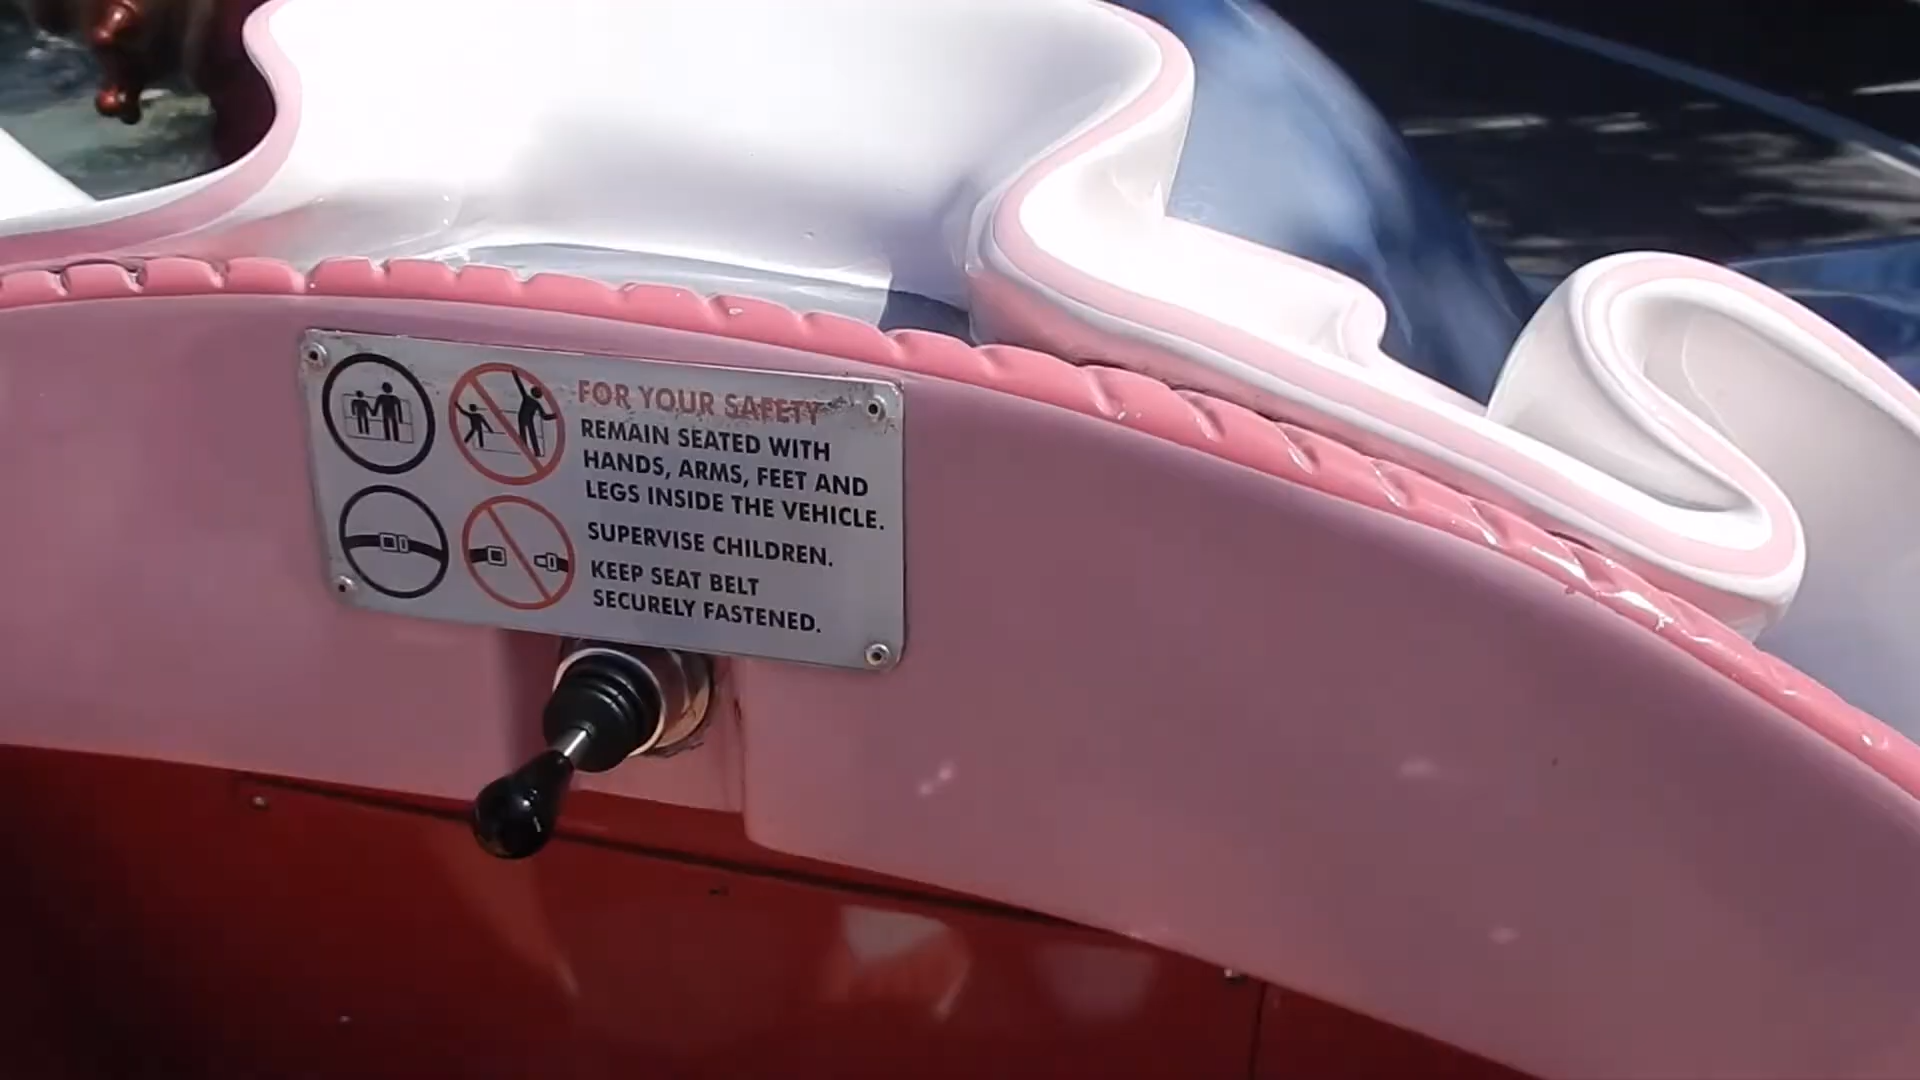 FOR YOUR SAFETY
REMAIN SEATED WITH
HANDS, ARMS, FEET AND
LEGS INSIDE THE VEHICLE.
SUPERVISE CHILDREN.
KEEP SEAT BELT
SECURELY FASTENED.